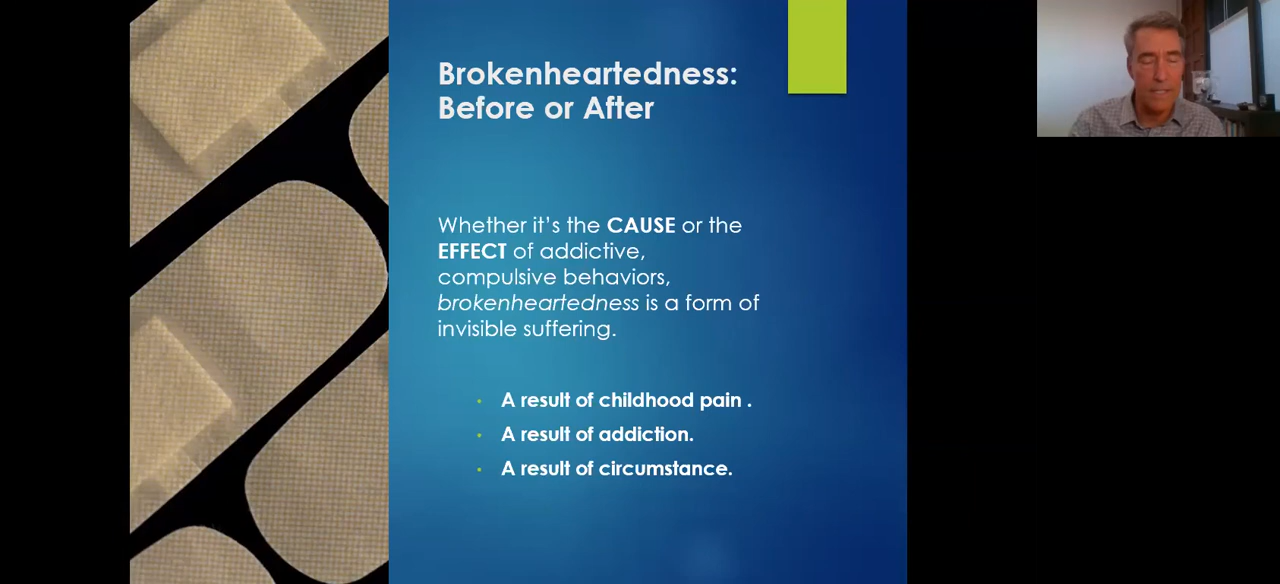 Brokenheartedness:
Before or After
Whether it’s the CAUSE or the
EFFECT of addictive,
compulsive behaviors,
brokenheartedness is a form of
invisible suffering.
• A result of childhood pain .
• A result of addiction.
• A result of circumstance.